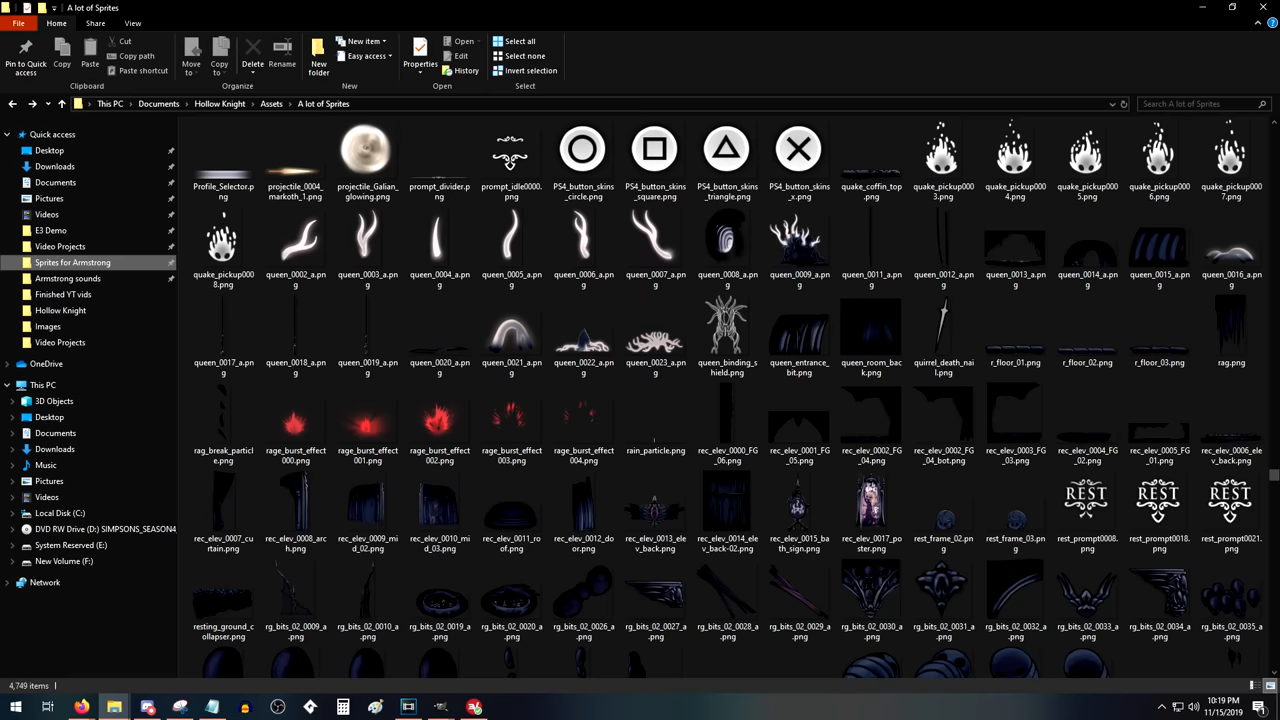 A lot of Sprites
File Home Share View
Pin to Quick access
Copy
Paste
Cut
Copy path
Paste shortcut
Clipboard
Move to
Copy to
Delete
Rename
Organize
New folder
New item
Easy access
New
Properties
Open
Edit
History
Open
Select all
Select none
Invert selection
Select
This PC Documents Hollow Knight Assets A lot of Sprites
Search A lot of Sprites
Quick access
Desktop
Downloads
Documents
Pictures
Videos
E3 Demo
Video Projects
Sprites for Armstrong
Armstrong sounds
Finished YT vids
Hollow Knight
Images
Video Projects
OneDrive
This PC
3D Objects
Desktop
Documents
Downloads
Music
Pictures
Videos
Local Disk (C:)
DVD RW Drive (D:) SIMPSONS_SEASON4
System Reserved (E:)
New Volume (F:)
Network
Profile_Selector.png
projectile_0004_markoth_1.png
projectile_Galian_glowing.png
prompt_divider.png
prompt_idle0000.png
PS4_button_skins_circle.png
PS4_button_skins_square.png
PS4_button_skins_triangle.png
PS4_button_skins_x.png
quake_coffin_top.png
quake_pickup0003.png
quake_pickup0004.png
quake_pickup0005.png
quake_pickup0006.png
quake_pickup0007.png
quake_pickup0008.png
queen_0002_a.png
queen_0003_a.png
queen_0004_a.png
queen_0005_a.png
queen_0006_a.png
queen_0007_a.png
queen_0008_a.png
queen_0009_a.png
queen_0011_a.png
queen_0012_a.png
queen_0013_a.png
queen_0014_a.png
queen_0015_a.png
queen_0016_a.png
queen_0017_a.png
queen_0018_a.png
queen_0019_a.png
queen_0020_a.png
queen_0021_a.png
queen_0022_a.png
queen_0023_a.png
queen_binding_shield.png
queen_entrance_bit.png
queen_room_back.png
quirrel_death_nail.png
r_floor_01.png
r_floor_02.png
r_floor_03.png
rag.png
rag_break_particle.png
rage_burst_effect000.png
rage_burst_effect001.png
rage_burst_effect002.png
rage_burst_effect003.png
rage_burst_effect004.png
rain_particle.png
rec_elev_0000_FG_06.png
rec_elev_0001_FG_05.png
rec_elev_0002_FG_04.png
rec_elev_0002_FG_04_bot.png
rec_elev_0003_FG_03.png
rec_elev_0004_FG_02.png
rec_elev_0005_FG_01.png
rec_elev_0006_elev_back.png
rec_elev_0007_curtain.png
rec_elev_0008_arch.png
rec_elev_0009_mid_02.png
rec_elev_0010_mid_03.png
rec_elev_0011_roof.png
rec_elev_0012_door.png
rec_elev_0013_elev_back.png
rec_elev_0014_elev_back-02.png
rec_elev_0015_bath_sign.png
rec_elev_0017_poster.png
rest_frame_02.png
rest_frame_03.png
REST
rest_prompt0008.png
REST
rest_prompt0018.png
REST
rest_prompt0021.png
resting_ground_collapser.png
rg_bits_02_0009_a.png
rg_bits_02_0010_a.png
rg_bits_02_0019_a.png
rg_bits_02_0020_a.png
rg_bits_02_0026_a.png
rg_bits_02_0027_a.png
rg_bits_02_0028_a.png
rg_bits_02_0029_a.png
rg_bits_02_0030_a.png
rg_bits_02_0031_a.png
rg_bits_02_0032_a.png
rg_bits_02_0033_a.png
rg_bits_02_0034_a.png
rg_bits_02_0035_a.png
4,749 items
10:19 PM
11/15/2019